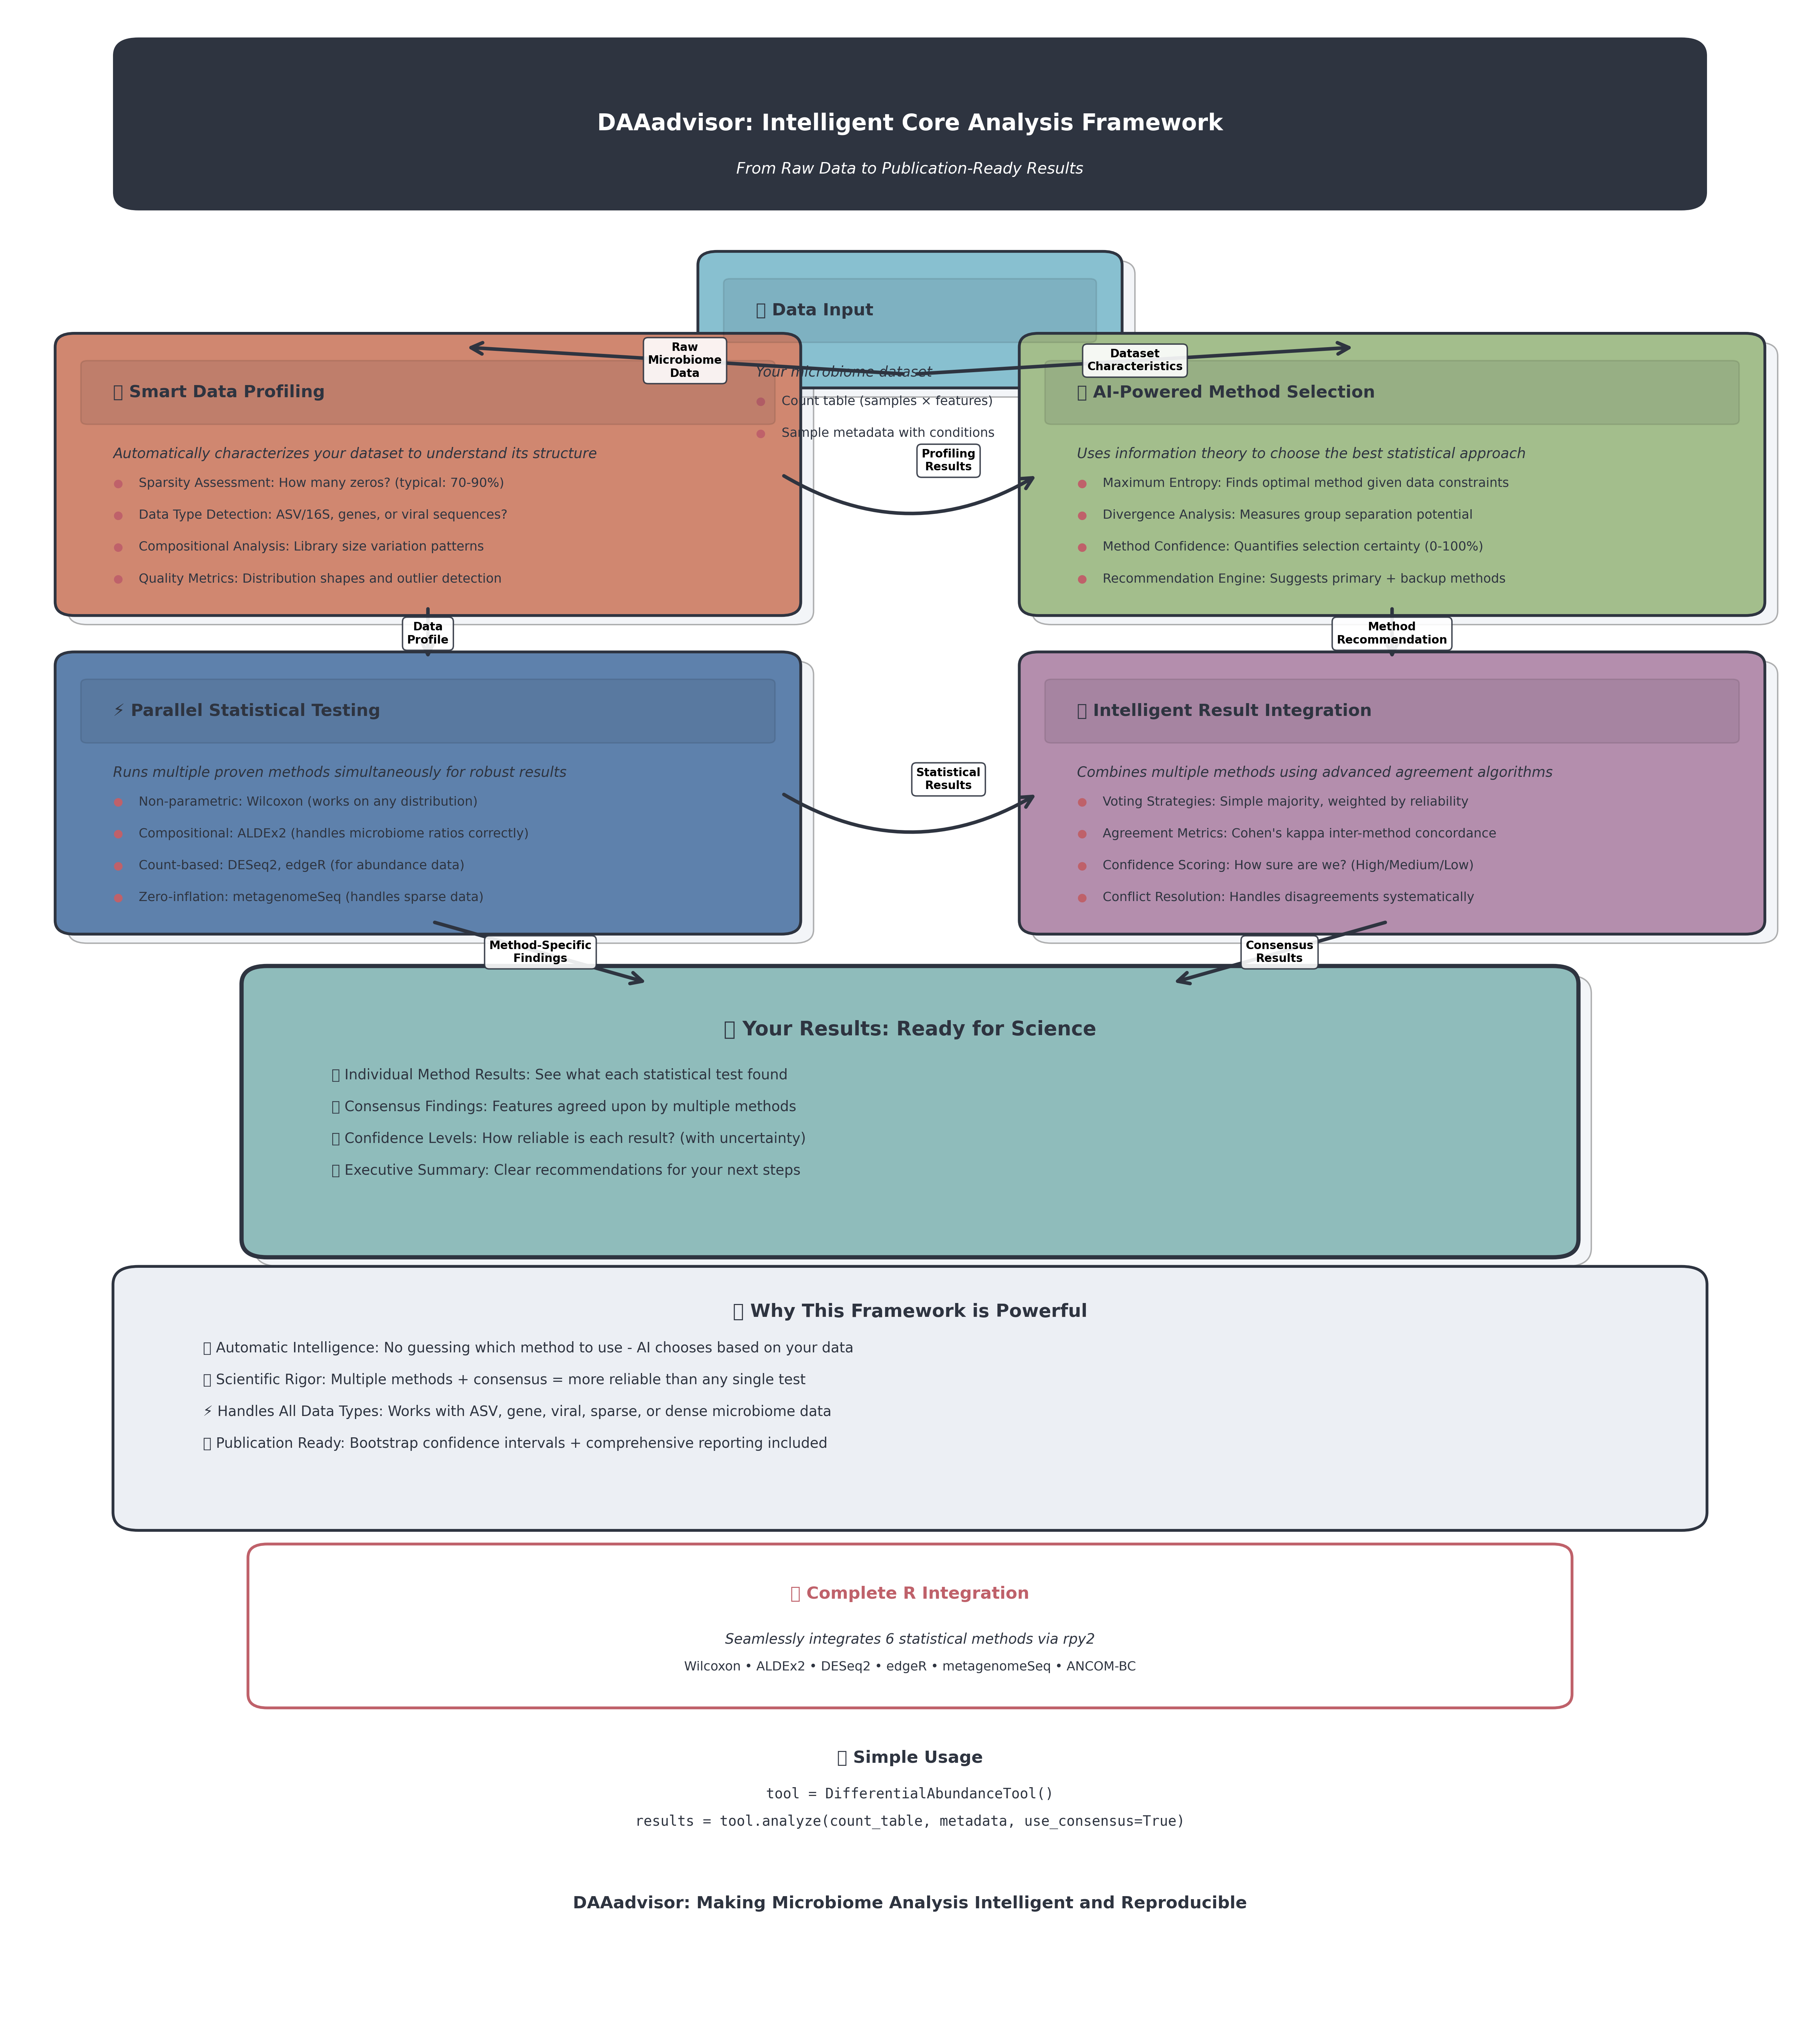 DAAadvisor: Intelligent Core Analysis Framework
From Raw Data to Publication-Ready Results
Data Input
Your microbiome dataset
Count table (samples × features)
Sample metadata with conditions
Raw
Microbiome
Data
Dataset
Characteristics
Smart Data Profiling
Automatically characterizes your dataset to understand its structure
● Sparsity Assessment: How many zeros? (typical: 70-90%)
● Data Type Detection: ASV/16S, genes, or viral sequences?
● Compositional Analysis: Library size variation patterns
● Quality Metrics: Distribution shapes and outlier detection
Profiling
Results
AI-Powered Method Selection
Uses information theory to choose the best statistical approach
● Maximum Entropy: Finds optimal method given data constraints
● Divergence Analysis: Measures group separation potential
● Method Confidence: Quantifies selection certainty (0-100%)
● Recommendation Engine: Suggests primary + backup methods
Data
Profile
Method
Recommendation
⚡ Parallel Statistical Testing
Runs multiple proven methods simultaneously for robust results
● Non-parametric: Wilcoxon (works on any distribution)
● Compositional: ALDEx2 (handles microbiome ratios correctly)
● Count-based: DESeq2, edgeR (for abundance data)
● Zero-inflation: metagenomeSeq (handles sparse data)
Statistical
Results
Intelligent Result Integration
Combines multiple methods using advanced agreement algorithms
● Voting Strategies: Simple majority, weighted by reliability
● Agreement Metrics: Cohen's kappa inter-method concordance
● Confidence Scoring: How sure are we? (High/Medium/Low)
● Conflict Resolution: Handles disagreements systematically
Method-Specific
Findings
Consensus
Results
Your Results: Ready for Science
Individual Method Results: See what each statistical test found
Consensus Findings: Features agreed upon by multiple methods
Confidence Levels: How reliable is each result? (with uncertainty)
Executive Summary: Clear recommendations for your next steps
Why This Framework is Powerful
Automatic Intelligence: No guessing which method to use - AI chooses based on your data
Scientific Rigor: Multiple methods + consensus = more reliable than any single test
⚡ Handles All Data Types: Works with ASV, gene, viral, sparse, or dense microbiome data
Publication Ready: Bootstrap confidence intervals + comprehensive reporting included
Complete R Integration
Seamlessly integrates 6 statistical methods via rpy2
Wilcoxon • ALDEx2 • DESeq2 • edgeR • metagenomeSeq • ANCOM-BC
Simple Usage
tool = DifferentialAbundanceTool()
results = tool.analyze(count_table, metadata, use_consensus=True)
DAAadvisor: Making Microbiome Analysis Intelligent and Reproducible